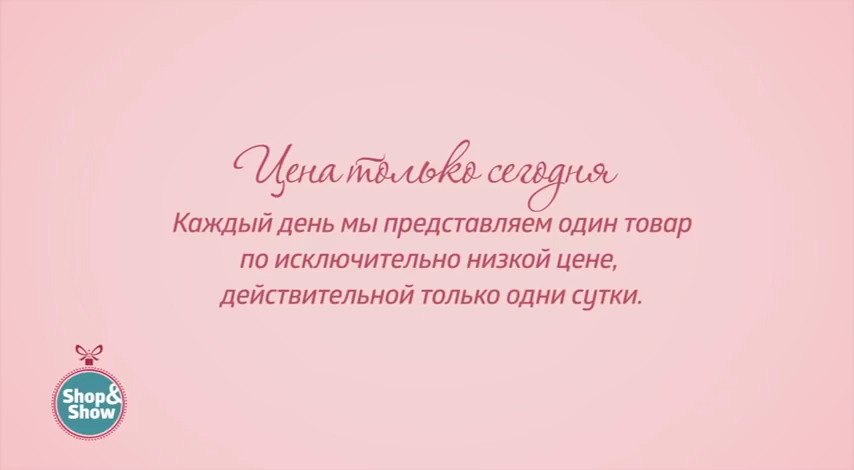 Цена только сегодня
Каждый день мы представляем один товар
по исключительно низкой цене,
действительной только одни сутки.
Shop&
Show